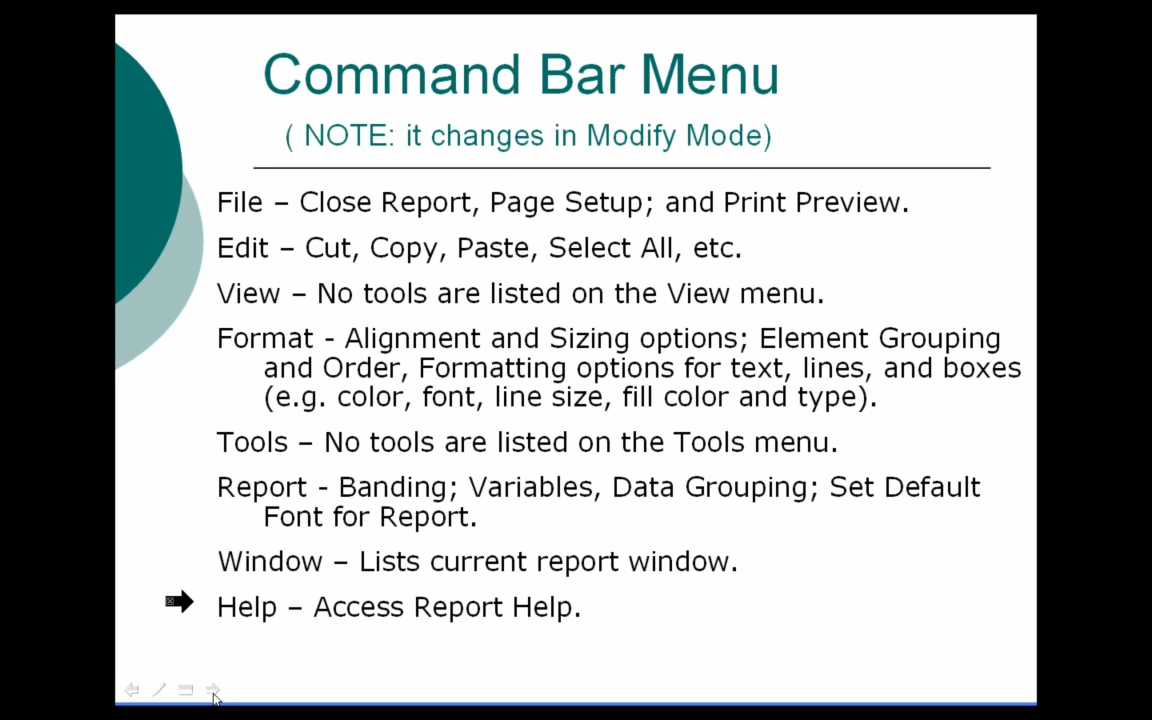 Command Bar Menu
( NOTE: it changes in Modify Mode)
File – Close Report, Page Setup; and Print Preview.
Edit – Cut, Copy, Paste, Select All, etc.
View – No tools are listed on the View menu.
Format - Alignment and Sizing options; Element Grouping
and Order, Formatting options for text, lines, and boxes
(e.g. color, font, line size, fill color and type).
Tools – No tools are listed on the Tools menu.
Report - Banding; Variables, Data Grouping; Set Default
Font for Report.
Window – Lists current report window.
Help – Access Report Help.